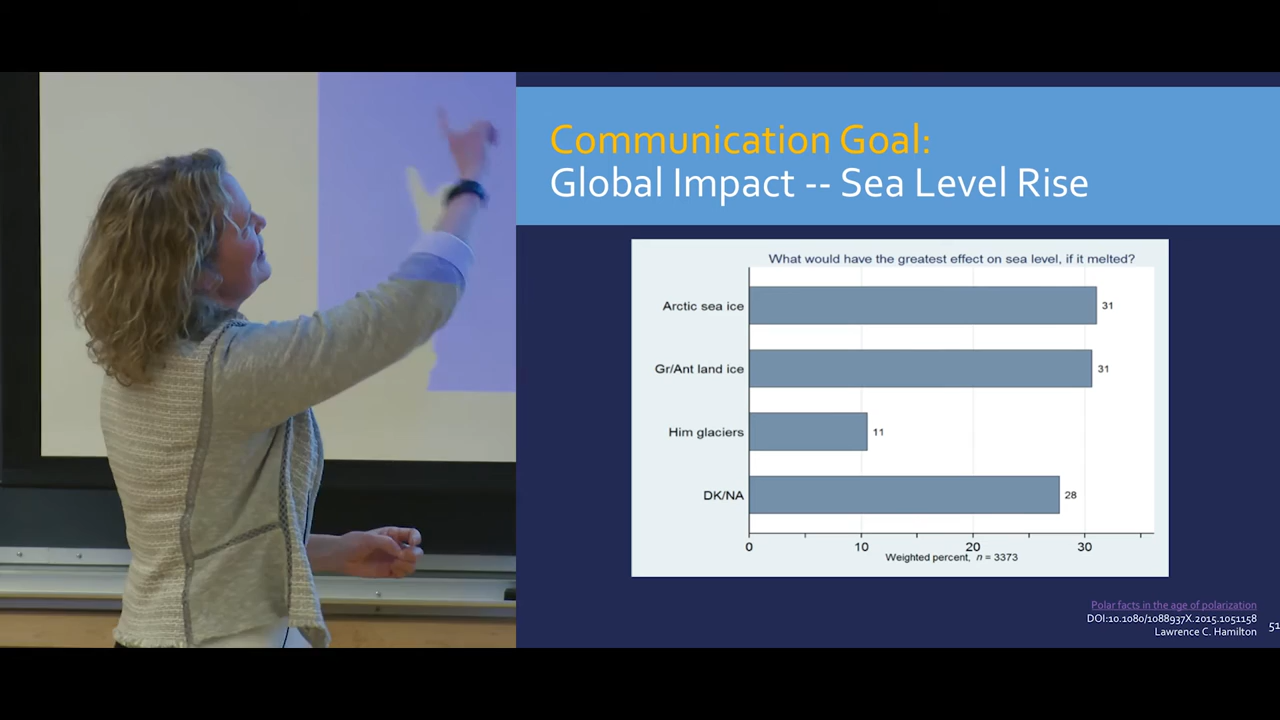 Communication Goal:
Global Impact -- Sea Level Rise
What would have the greatest effect on sea level, if it melted?
Arctic sea ice
31
Gr/Ant land ice
31
Him glaciers
11
DK/NA
28
0 10 20 30
Weighted percent, n = 3373
Polar facts in the age of polarization
DOI:10.1080/1088937X.2015.1051158
Lawrence C. Hamilton
51